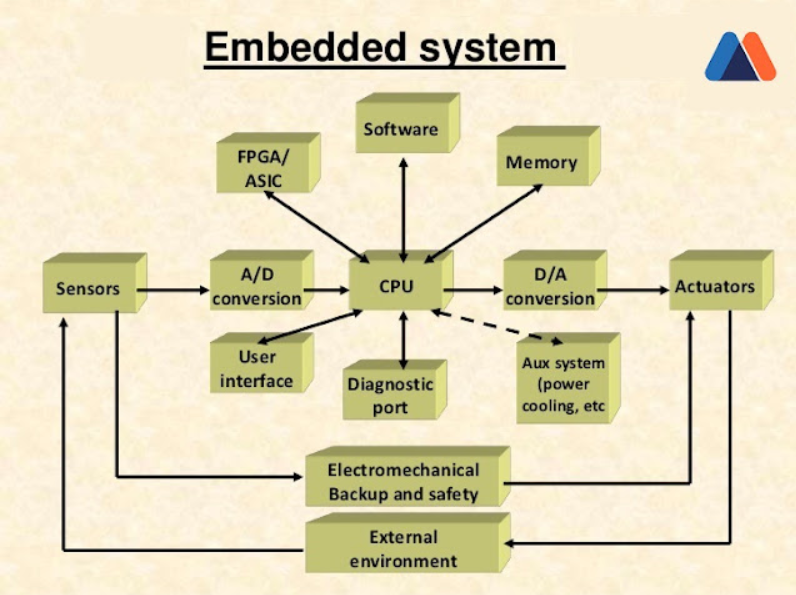 Embedded system
Software
FPGA/
ASIC
Memory
Sensors
A/D
conversion
CPU
D/A
conversion
Actuators
User
interface
Diagnostic
port
Aux system
(power
cooling, etc
Electromechanical
Backup and safety
External
environment